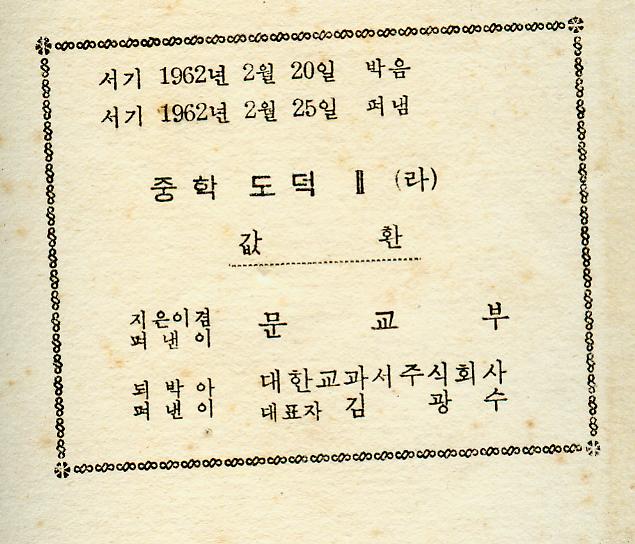 서기 1962년 2월 20일 박음
서기 1962년 2월 25일 펴냄
중학 도덕 Ⅱ (라)
값 환
지은이겸 문교부
펴낸이
되박아 대한교과서주식회사
펴낸이 대표자 김광수